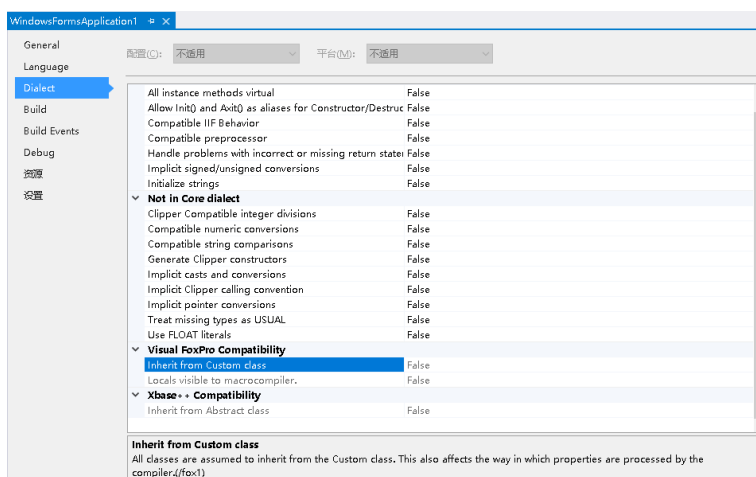 WindowsFormsApplication1
General
Language
Dialect
Build
Build Events
Debug
资源
设置
配置(C): 不适用 平台(M): 不适用
All instance methods virtual False
Allow Init() and Axit() as aliases for Constructor/Destruc False
Compatible IIF Behavior False
Compatible preprocessor False
Handle problems with incorrect or missing return stater False
Implicit signed/unsigned conversions False
Initialize strings False
Not in Core dialect
Clipper Compatible integer divisions False
Compatible numeric conversions False
Compatible string comparisons False
Generate Clipper constructors False
Implicit casts and conversions False
Implicit Clipper calling convention False
Implicit pointer conversions False
Treat missing types as USUAL False
Use FLOAT literals False
Visual FoxPro Compatibility
Inherit from Custom class False
Locals visible to macrocompiler. False
Xbase++ Compatibility
Inherit from Abstract class False
Inherit from Custom class
All classes are assumed to inherit from the Custom class. This also affects the way in which properties are processed by the
compiler.(/fox1)